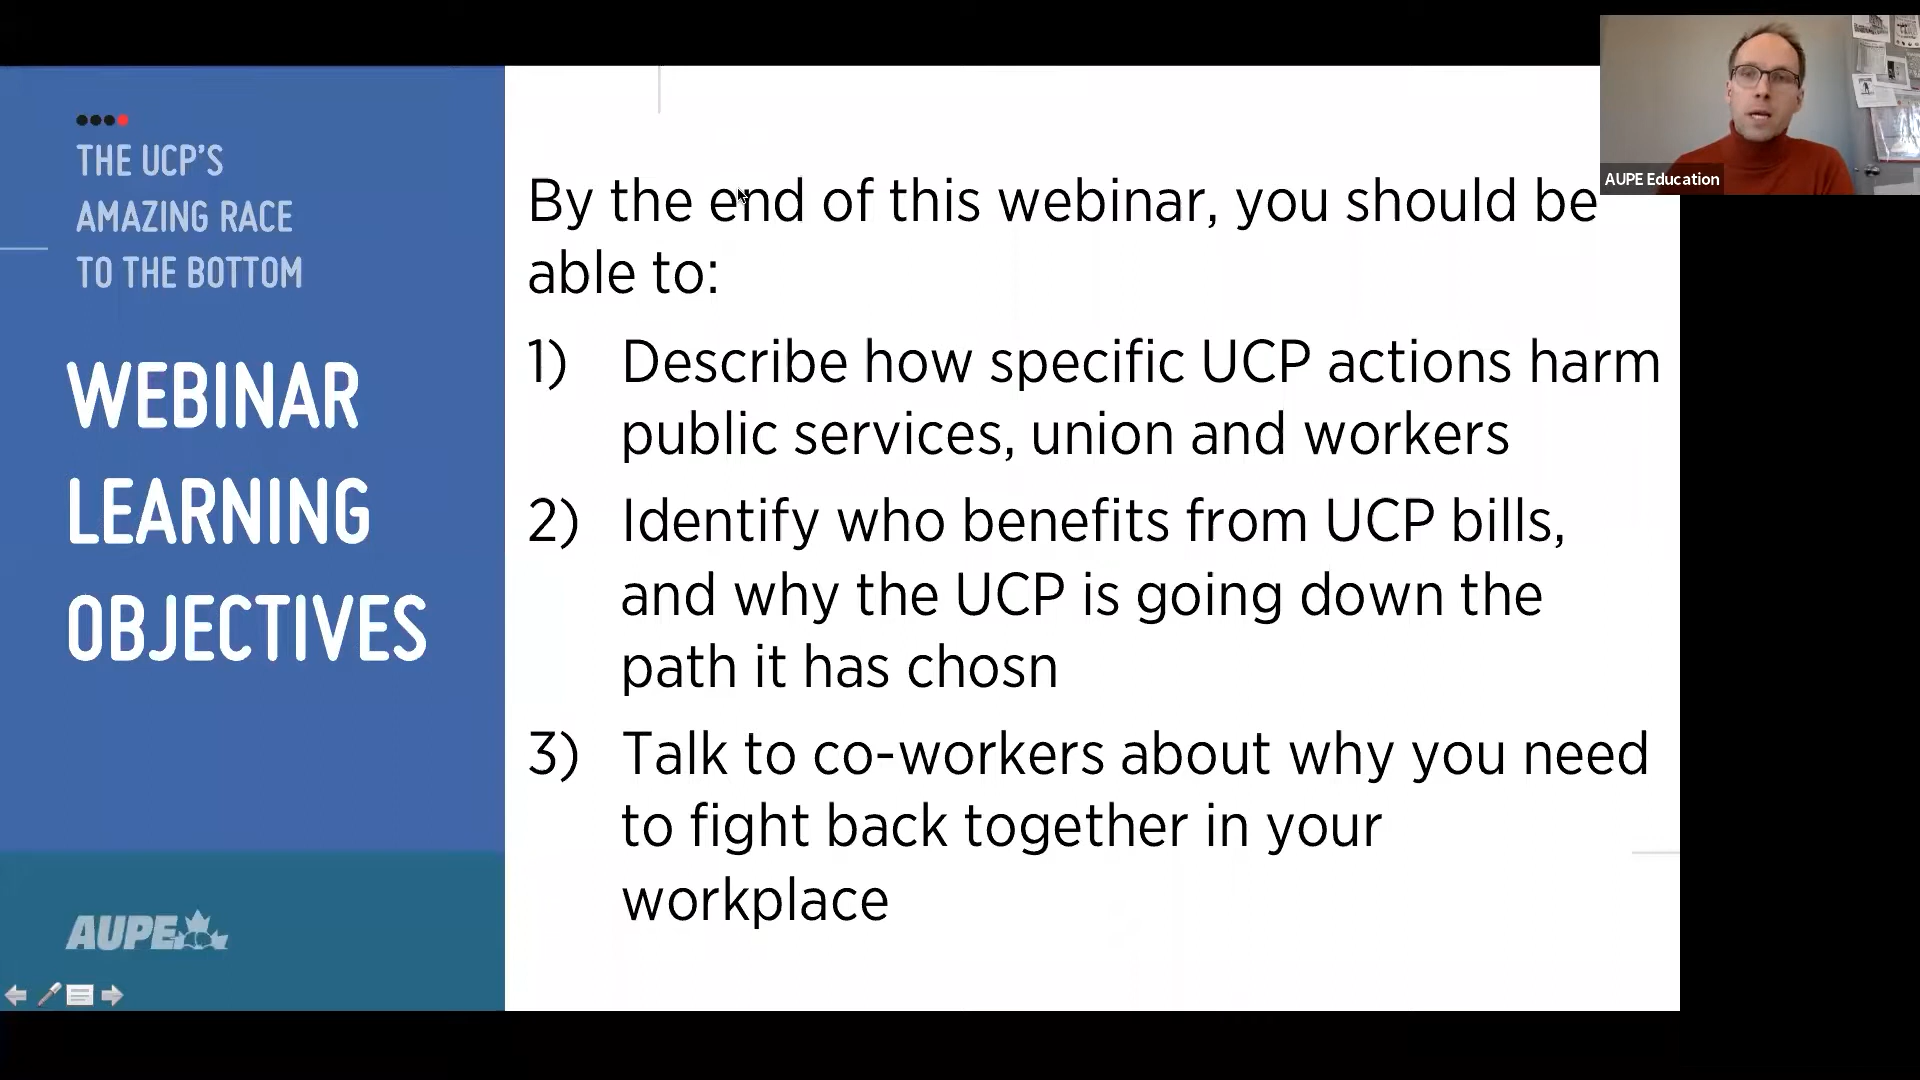 THE UCP'S
AMAZING RACE
TO THE BOTTOM
WEBINAR
LEARNING
OBJECTIVES
AUPE
By the end of this webinar, you should be
able to:
1) Describe how specific UCP actions harm
public services, union and workers
2) Identify who benefits from UCP bills,
and why the UCP is going down the
path it has chosn
3) Talk to co-workers about why you need
to fight back together in your
workplace
AUPE Education